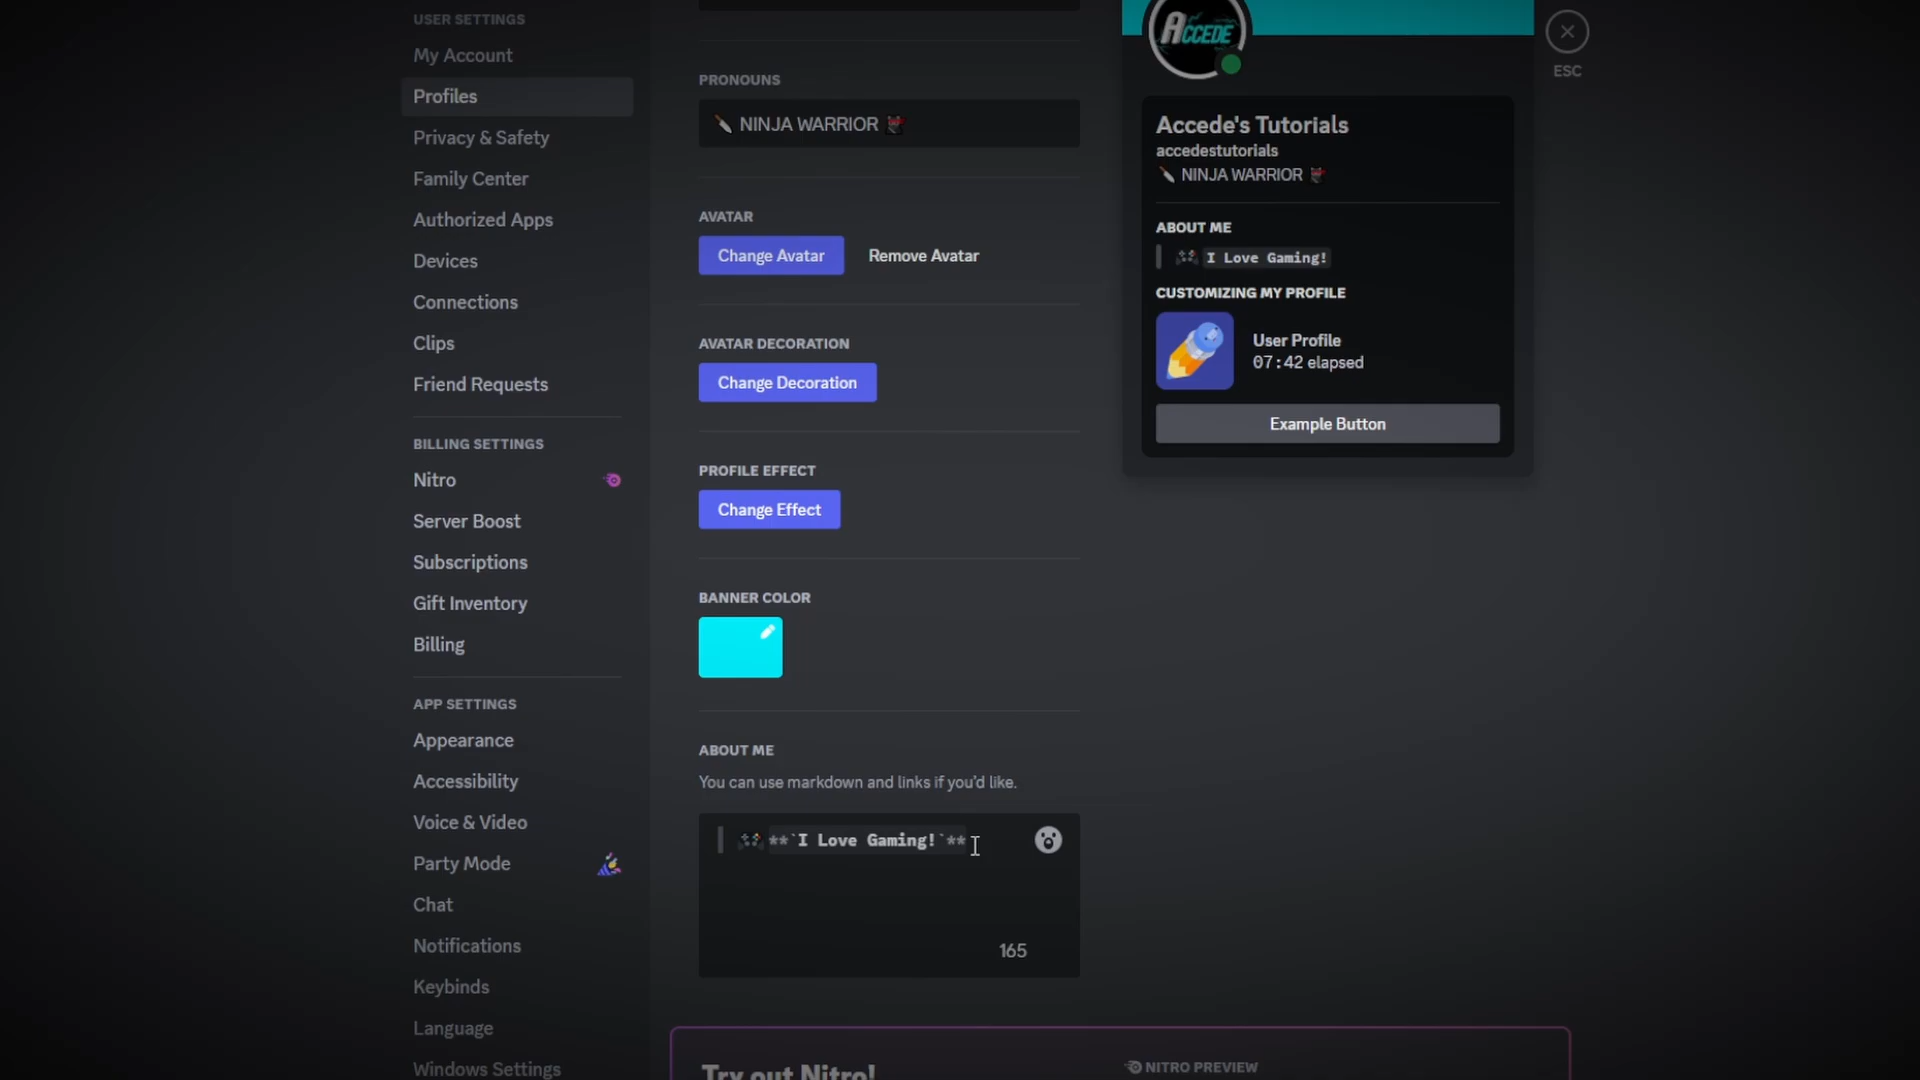 USER SETTINGS
My Account
Profiles
Privacy & Safety
Family Center
Authorized Apps
Devices
Connections
Clips
Friend Requests
BILLING SETTINGS
Nitro
Server Boost
Subscriptions
Gift Inventory
Billing
APP SETTINGS
Appearance
Accessibility
Voice & Video
Party Mode
Chat
Notifications
Keybinds
Language
Windows Settings
PRONOUNS
NINJA WARRIOR
AVATAR
Change Avatar
Remove Avatar
AVATAR DECORATION
Change Decoration
PROFILE EFFECT
Change Effect
BANNER COLOR
ABOUT ME
You can use markdown and links if you'd like.
**`I Love Gaming!`**
165
Try out Nitro!
NITRO PREVIEW
ACCEDE
Accede's Tutorials
accedestutorials
NINJA WARRIOR
ABOUT ME
I Love Gaming!
CUSTOMIZING MY PROFILE
User Profile
07:42 elapsed
Example Button
ESC